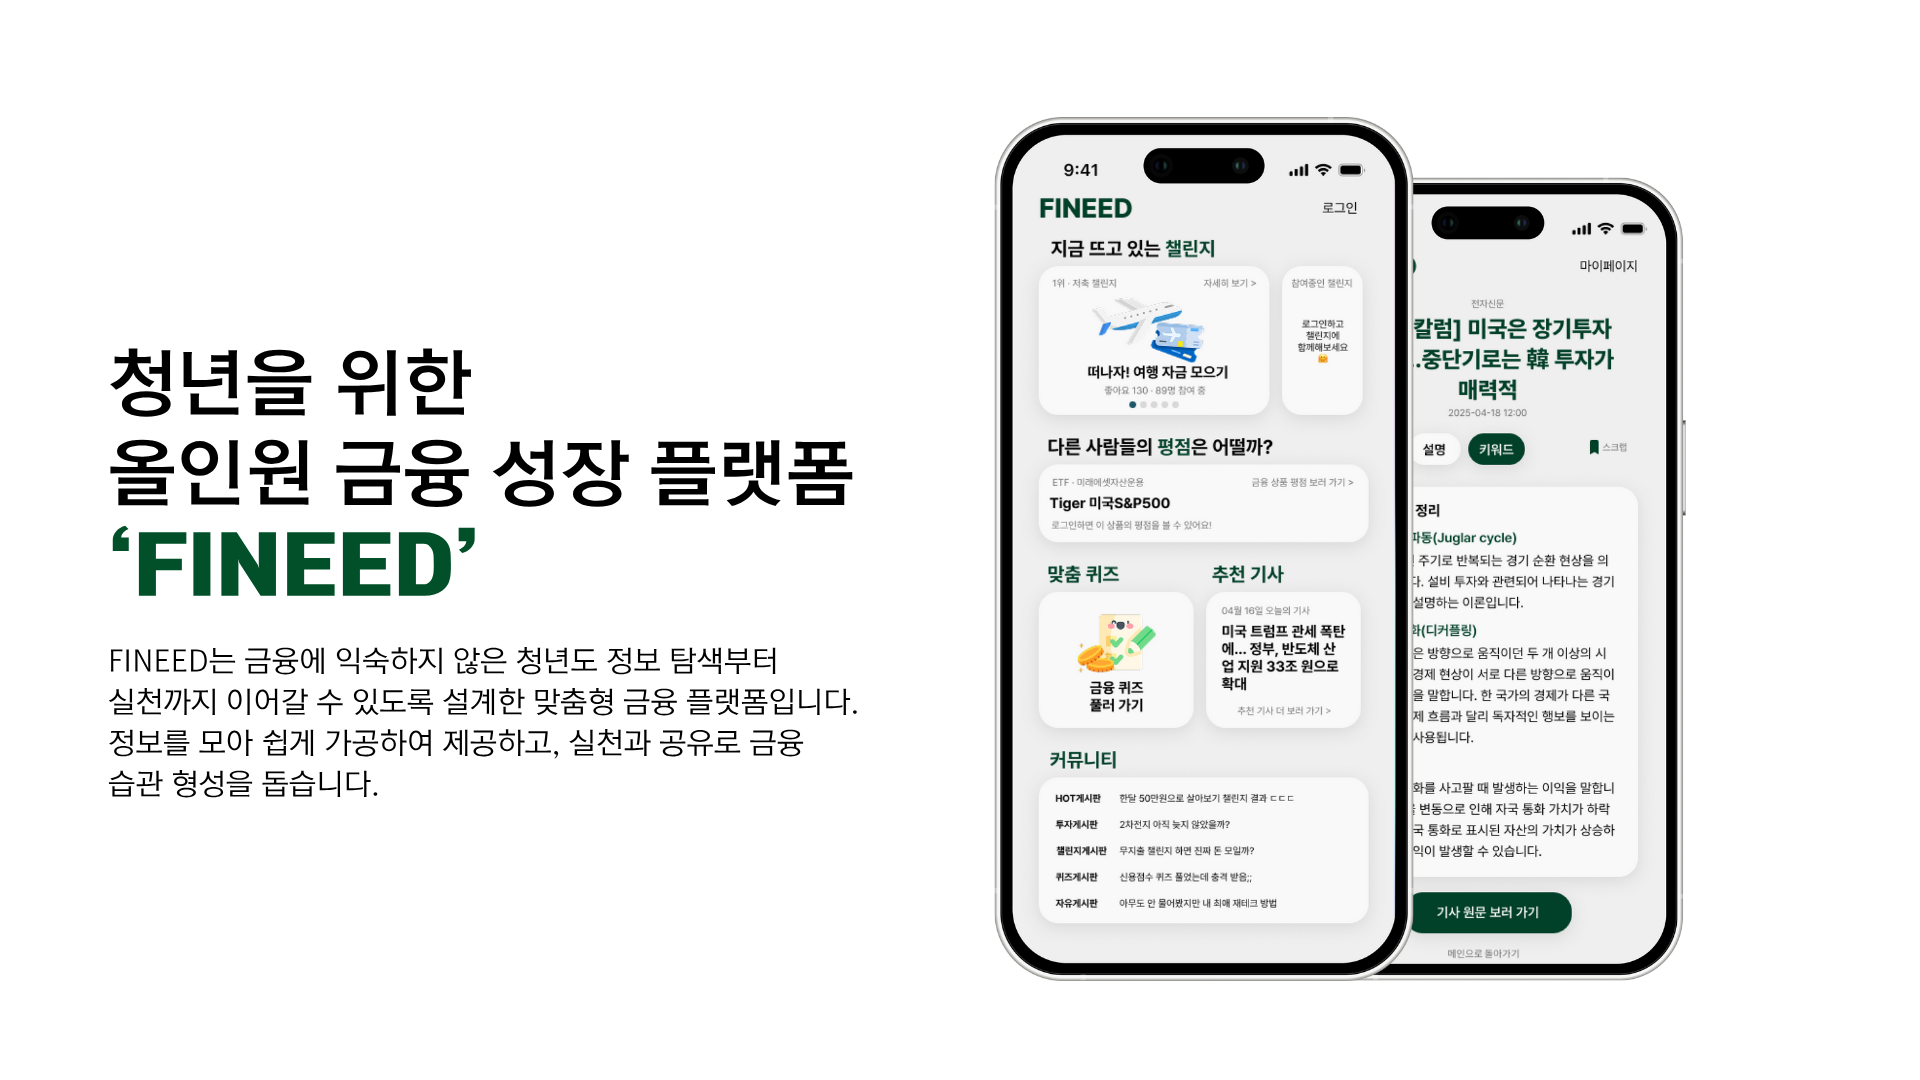 청년을 위한
올인원 금융 성장 플랫폼
‘FINEED’
FINEED는 금융에 익숙하지 않은 청년도 정보 탐색부터
실천까지 이어갈 수 있도록 설계한 맞춤형 금융 플랫폼입니다.
정보를 모아 쉽게 가공하여 제공하고, 실천과 공유로 금융
습관 형성을 돕습니다.
9:41
FINEED
로그인
지금 뜨고 있는 챌린지
1위 · 저축 챌린지
자세히 보기 >
떠나자! 여행 자금 모으기
좋아요 130 · 89명 참여 중
참여중인 챌린지
로그인하고
챌린지에
함께해보세요
다른 사람들의 평점은 어떨까?
ETF · 미래에셋자산운용
금융 상품 평점 보러 가기 >
Tiger 미국S&P500
로그인하면 이 상품의 평점을 볼 수 있어요!
맞춤 퀴즈
금융 퀴즈
풀러 가기
추천 기사
04월 16일 오늘의 기사
미국 트럼프 관세 폭탄
에... 정부, 반도체 산
업 지원 33조 원으로
확대
추천 기사 더 보러 가기 >
커뮤니티
HOT게시판 한달 50만원으로 살아보기 챌린지 결과 ㄷㄷㄷ
투자게시판 2차전지 아직 늦지 않았을까?
챌린지게시판 무지출 챌린지 하면 진짜 돈 모일까?
퀴즈게시판 신용점수 퀴즈 풀었는데 충격 받음;;
자유게시판 아무도 안 물어봤지만 내 최애 재테크 방법
마이페이지
전자신문
칼럼] 미국은 장기투자
..중단기로는 韓 투자가
매력적
2025-04-18 12:00
설명
키워드
스크랩
정리
파동(Juglar cycle)
주기로 반복되는 경기 순환 현상을 의
다. 설비 투자와 관련되어 나타나는 경기
설명하는 이론입니다.
화(디커플링)
은 방향으로 움직이던 두 개 이상의 시
경제 현상이 서로 다른 방향으로 움직이
을 말합니다. 한 국가의 경제가 다른 국
제 흐름과 달리 독자적인 행보를 보이는
사용됩니다.
화를 사고팔 때 발생하는 이익을 말합니
변동으로 인해 자국 통화 가치가 하락
국 통화로 표시된 자산의 가치가 상승하
익이 발생할 수 있습니다.
기사 원문 보러 가기
메인으로 돌아가기